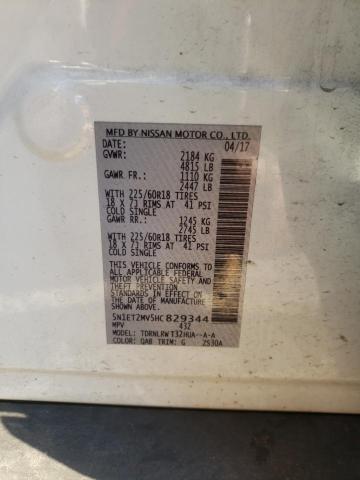 MFD BY NISSAN MOTOR CO., LTD.
DATE: 04/17
GVWR: 2184 KG
4815 LB
GAWR FR.: 1110 KG
2447 LB
WITH 225/60R18 TIRES
18 X 7J RIMS AT 41 PSI
COLD SINGLE
GAWR RR.: 1245 KG
2745 LB
WITH 225/60R18 TIRES
18 X 7J RIMS AT 41 PSI
COLD SINGLE
THIS VEHICLE CONFORMS TO ALL
APPLICABLE FEDERAL MOTOR
VEHICLE SAFETY AND
THEFT PREVENTION
STANDARDS IN EFFECT ON
THE DATE OF MANUFACTURE
SHOWN ABOVE.
5N1ET2MV5HC829344
MPV 432
MODEL: TDRNLRWT32HUA--A-A
COLOR: QAB TRIM: G ZS30A